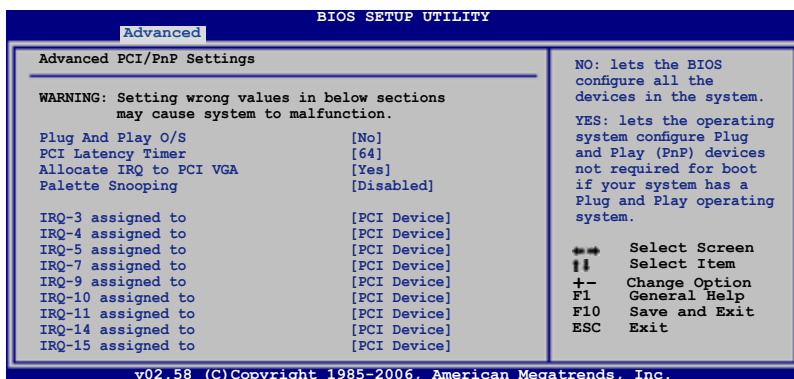 BIOS SETUP UTILITY
Advanced
Advanced PCI/PnP Settings
WARNING: Setting wrong values in below sections
may cause system to malfunction.
Plug And Play O/S [No]
PCI Latency Timer [64]
Allocate IRQ to PCI VGA [Yes]
Palette Snooping [Disabled]
IRQ-3 assigned to [PCI Device]
IRQ-4 assigned to [PCI Device]
IRQ-5 assigned to [PCI Device]
IRQ-7 assigned to [PCI Device]
IRQ-9 assigned to [PCI Device]
IRQ-10 assigned to [PCI Device]
IRQ-11 assigned to [PCI Device]
IRQ-14 assigned to [PCI Device]
IRQ-15 assigned to [PCI Device]
NO: lets the BIOS
configure all the
devices in the system.
YES: lets the operating
system configure Plug
and Play (PnP) devices
not required for boot
if your system has a
Plug and Play operating
system.
←→ Select Screen
↑↓ Select Item
+- Change Option
F1 General Help
F10 Save and Exit
ESC Exit
v02.58 (C)Copyright 1985-2006, American Megatrends, Inc.